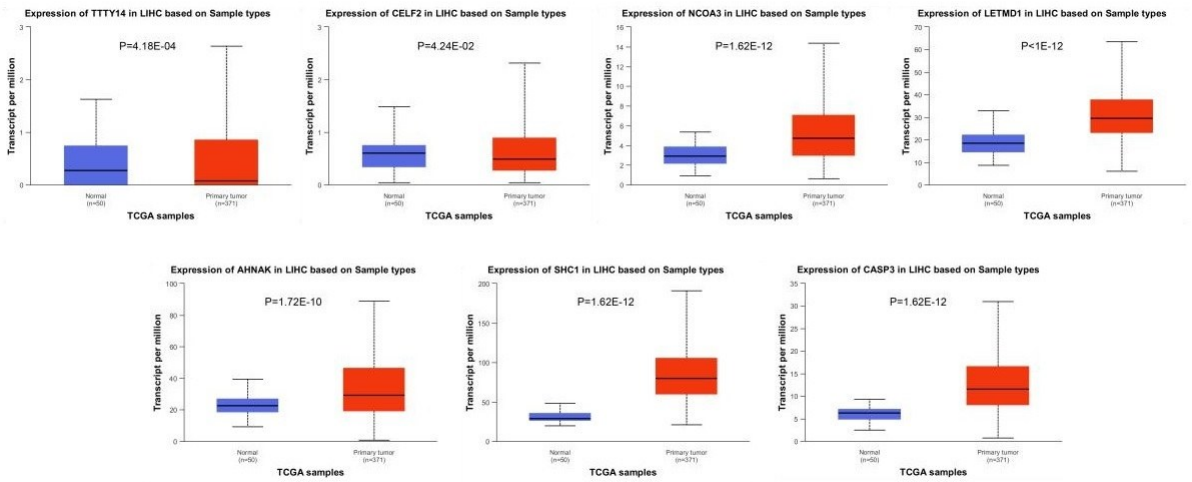 Expression of TTTY14 in LIHC based on Sample types
P=4.18E-04
Transcript per million
3
2
1
0
Normal
(n=50)
Primary tumor
(n=371)
TCGA samples
Expression of CELF2 in LIHC based on Sample types
P=4.24E-02
Transcript per million
3
2
1
0
Normal
(n=50)
Primary tumor
(n=371)
TCGA samples
Expression of NCOA3 in LIHC based on Sample types
P=1.62E-12
Transcript per million
16
14
12
10
8
6
4
2
0
Normal
(n=50)
Primary tumor
(n=371)
TCGA samples
Expression of LETMD1 in LIHC based on Sample types
P<1E-12
Transcript per million
70
60
50
40
30
20
10
0
Normal
(n=50)
Primary tumor
(n=371)
TCGA samples
Expression of AHNAK in LIHC based on Sample types
P=1.72E-10
Transcript per million
100
80
60
40
20
0
Normal
(n=50)
Primary tumor
(n=371)
TCGA samples
Expression of SHC1 in LIHC based on Sample types
P=1.62E-12
Transcript per million
200
150
100
50
0
Normal
(n=50)
Primary tumor
(n=371)
TCGA samples
Expression of CASP3 in LIHC based on Sample types
P=1.62E-12
Transcript per million
35
30
25
20
15
10
5
0
Normal
(n=50)
Primary tumor
(n=371)
TCGA samples